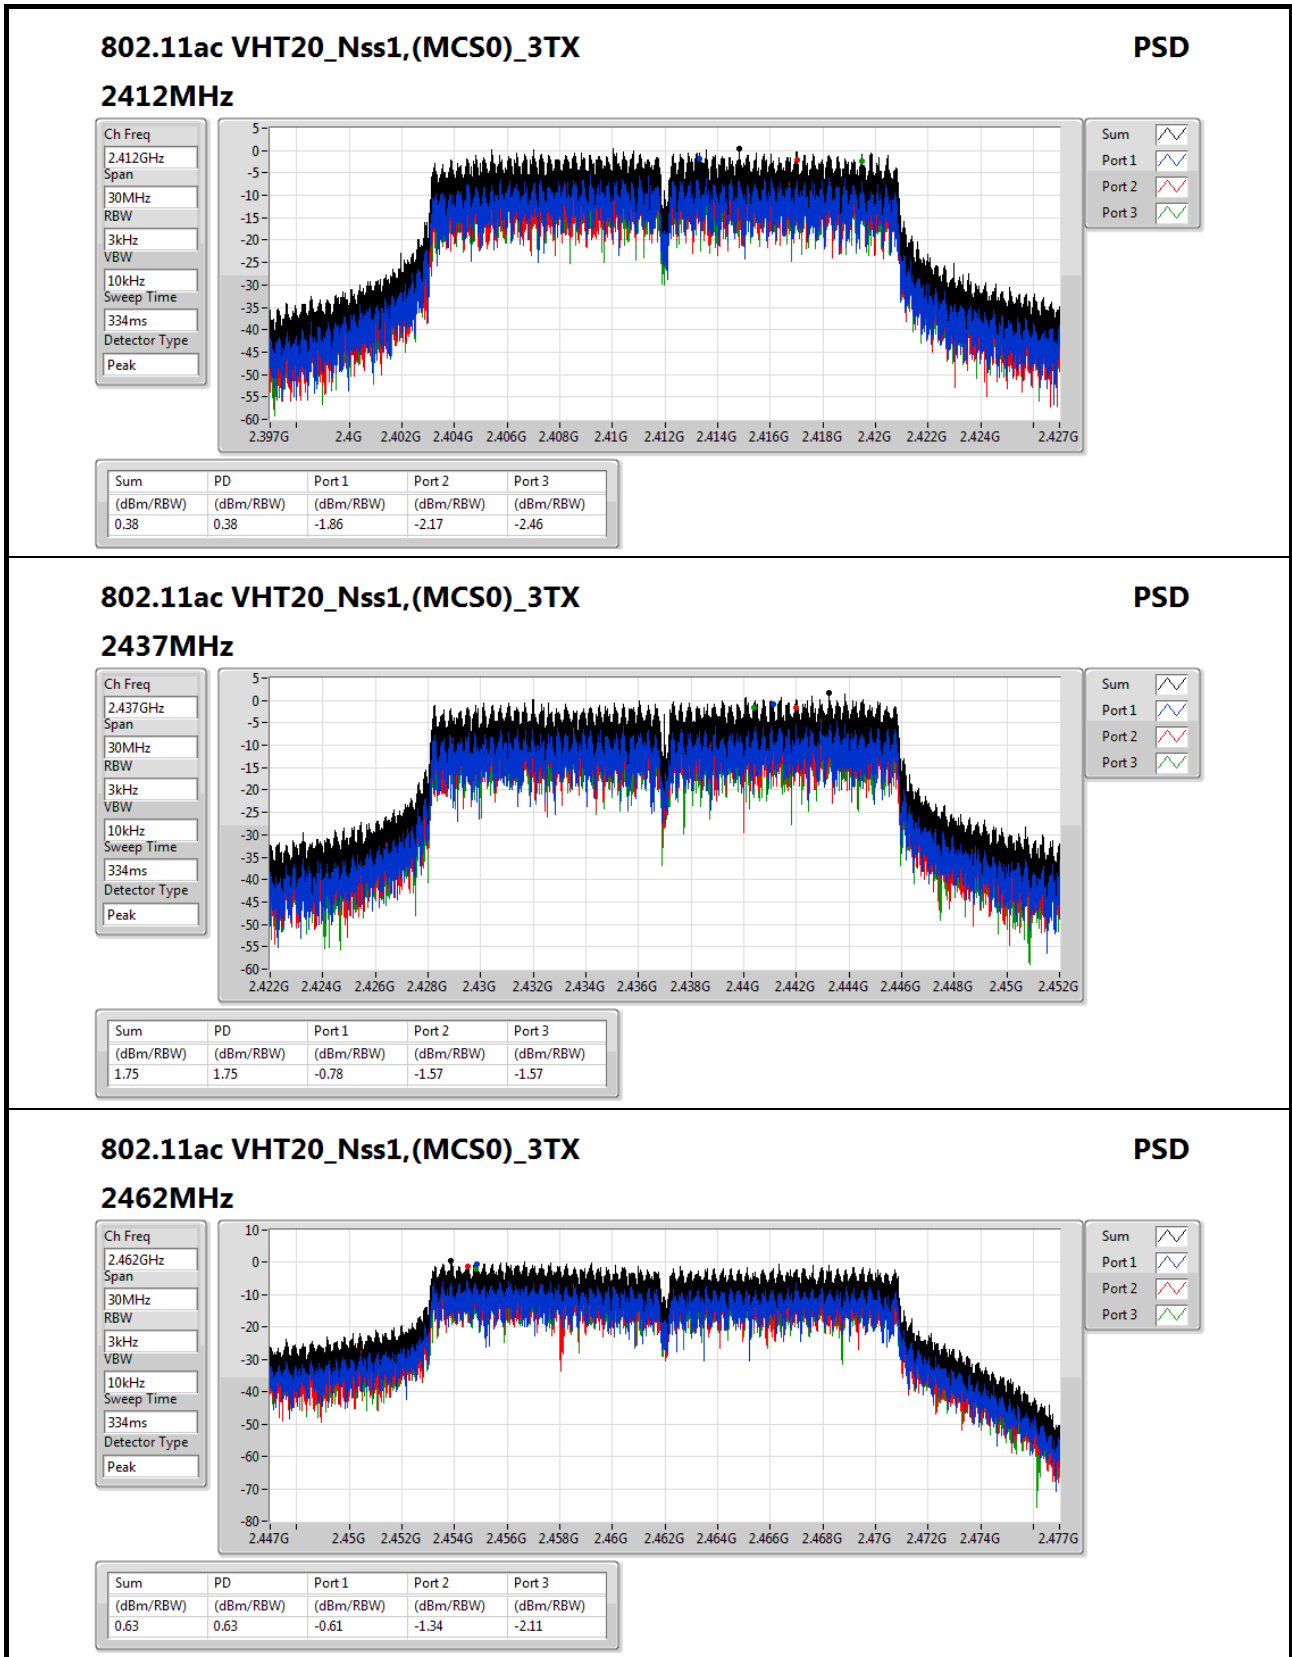 802.11ac VHT20_Nss1,(MCS0)_3TX PSD
2412MHz
Ch Freq
2.412GHz
Span
30MHz
RBW
3kHz
VBW
10kHz
Sweep Time
334ms
Detector Type
Peak
5
0
-5
-10
-15
-20
-25
-30
-35
-40
-45
-50
-55
-60
2.397G 2.4G 2.402G 2.404G 2.406G 2.408G 2.41G 2.412G 2.414G 2.416G 2.418G 2.42G 2.422G 2.424G 2.427G
Sum
Port 1
Port 2
Port 3
Sum PD Port 1 Port 2 Port 3
(dBm/RBW) (dBm/RBW) (dBm/RBW) (dBm/RBW) (dBm/RBW)
0.38 0.38 -1.86 -2.17 -2.46
802.11ac VHT20_Nss1,(MCS0)_3TX PSD
2437MHz
Ch Freq
2.437GHz
Span
30MHz
RBW
3kHz
VBW
10kHz
Sweep Time
334ms
Detector Type
Peak
5
0
-5
-10
-15
-20
-25
-30
-35
-40
-45
-50
-55
-60
2.422G 2.424G 2.426G 2.428G 2.43G 2.432G 2.434G 2.436G 2.438G 2.44G 2.442G 2.444G 2.446G 2.448G 2.45G 2.452G
Sum
Port 1
Port 2
Port 3
Sum PD Port 1 Port 2 Port 3
(dBm/RBW) (dBm/RBW) (dBm/RBW) (dBm/RBW) (dBm/RBW)
1.75 1.75 -0.78 -1.57 -1.57
802.11ac VHT20_Nss1,(MCS0)_3TX PSD
2462MHz
Ch Freq
2.462GHz
Span
30MHz
RBW
3kHz
VBW
10kHz
Sweep Time
334ms
Detector Type
Peak
10
0
-10
-20
-30
-40
-50
-60
-70
-80
2.447G 2.45G 2.452G 2.454G 2.456G 2.458G 2.46G 2.462G 2.464G 2.466G 2.468G 2.47G 2.472G 2.474G 2.477G
Sum
Port 1
Port 2
Port 3
Sum PD Port 1 Port 2 Port 3
(dBm/RBW) (dBm/RBW) (dBm/RBW) (dBm/RBW) (dBm/RBW)
0.63 0.63 -0.61 -1.34 -2.11